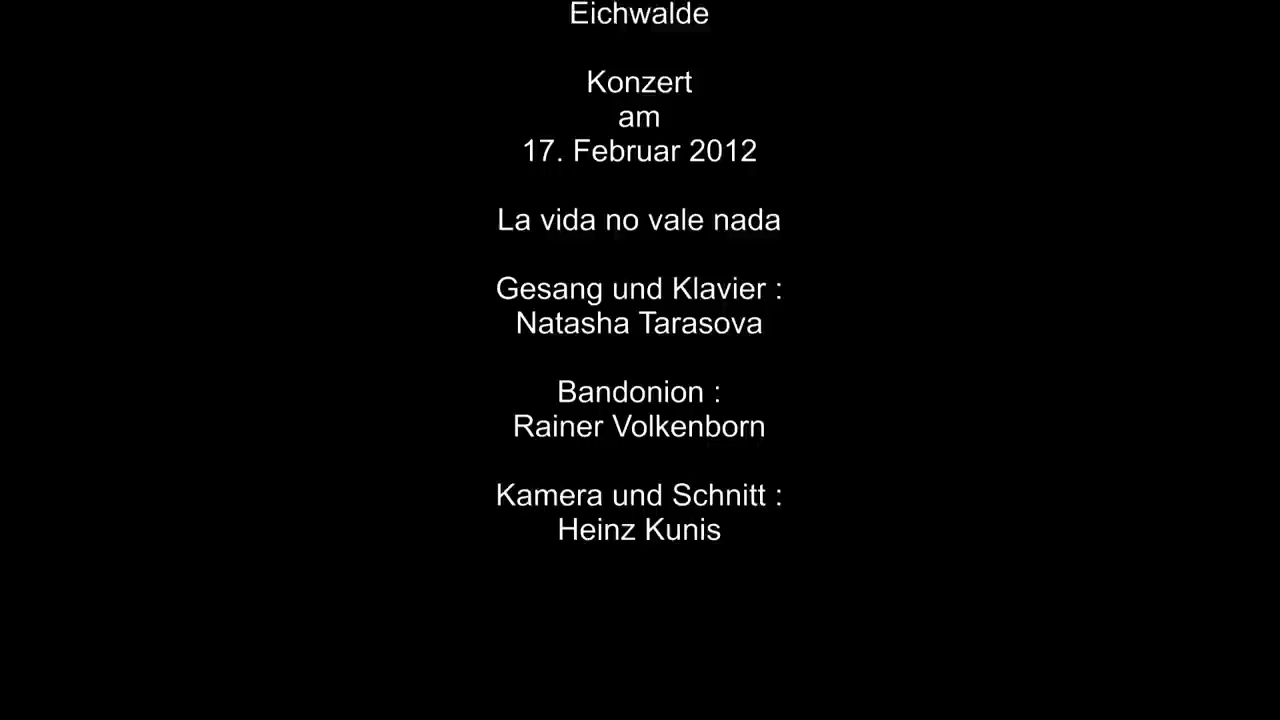 Eichwalde
Konzert
am
17. Februar 2012
La vida no vale nada
Gesang und Klavier :
Natasha Tarasova
Bandonion :
Rainer Volkenborn
Kamera und Schnitt :
Heinz Kunis